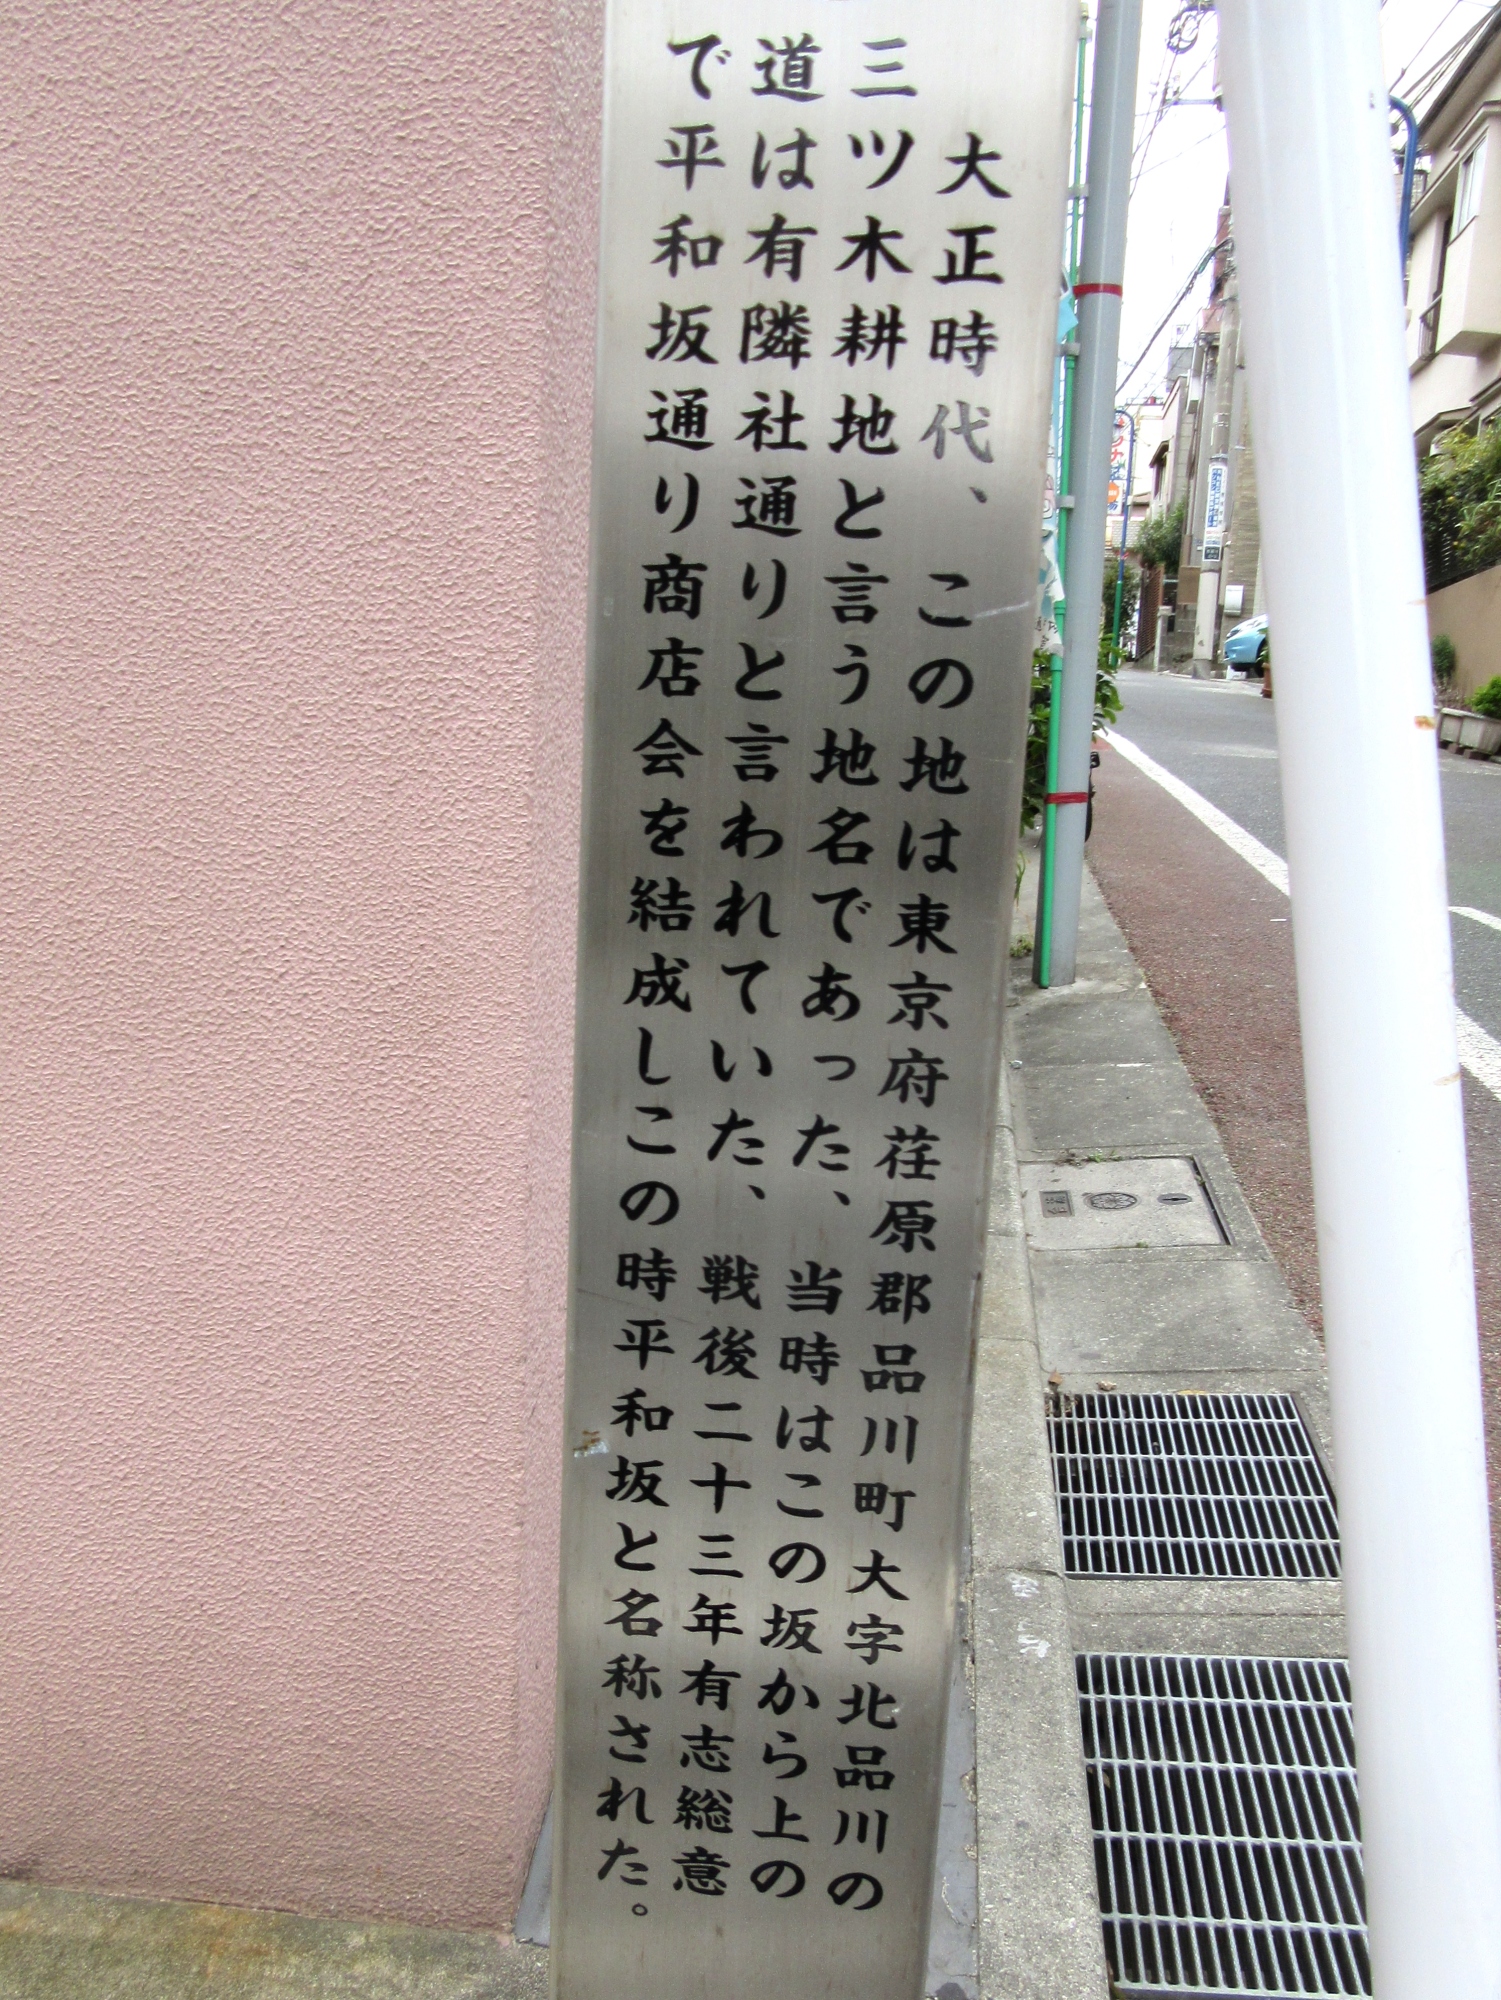 大正時代、この地は東京府荏原郡品川町大字北品川の
三ツ木耕地と言う地名であった、当時はこの坂から上の
道は有隣社通りと言われていた、戦後二十三年有志総意
で平和坂通り商店会を結成しこの時平和坂と名称された。